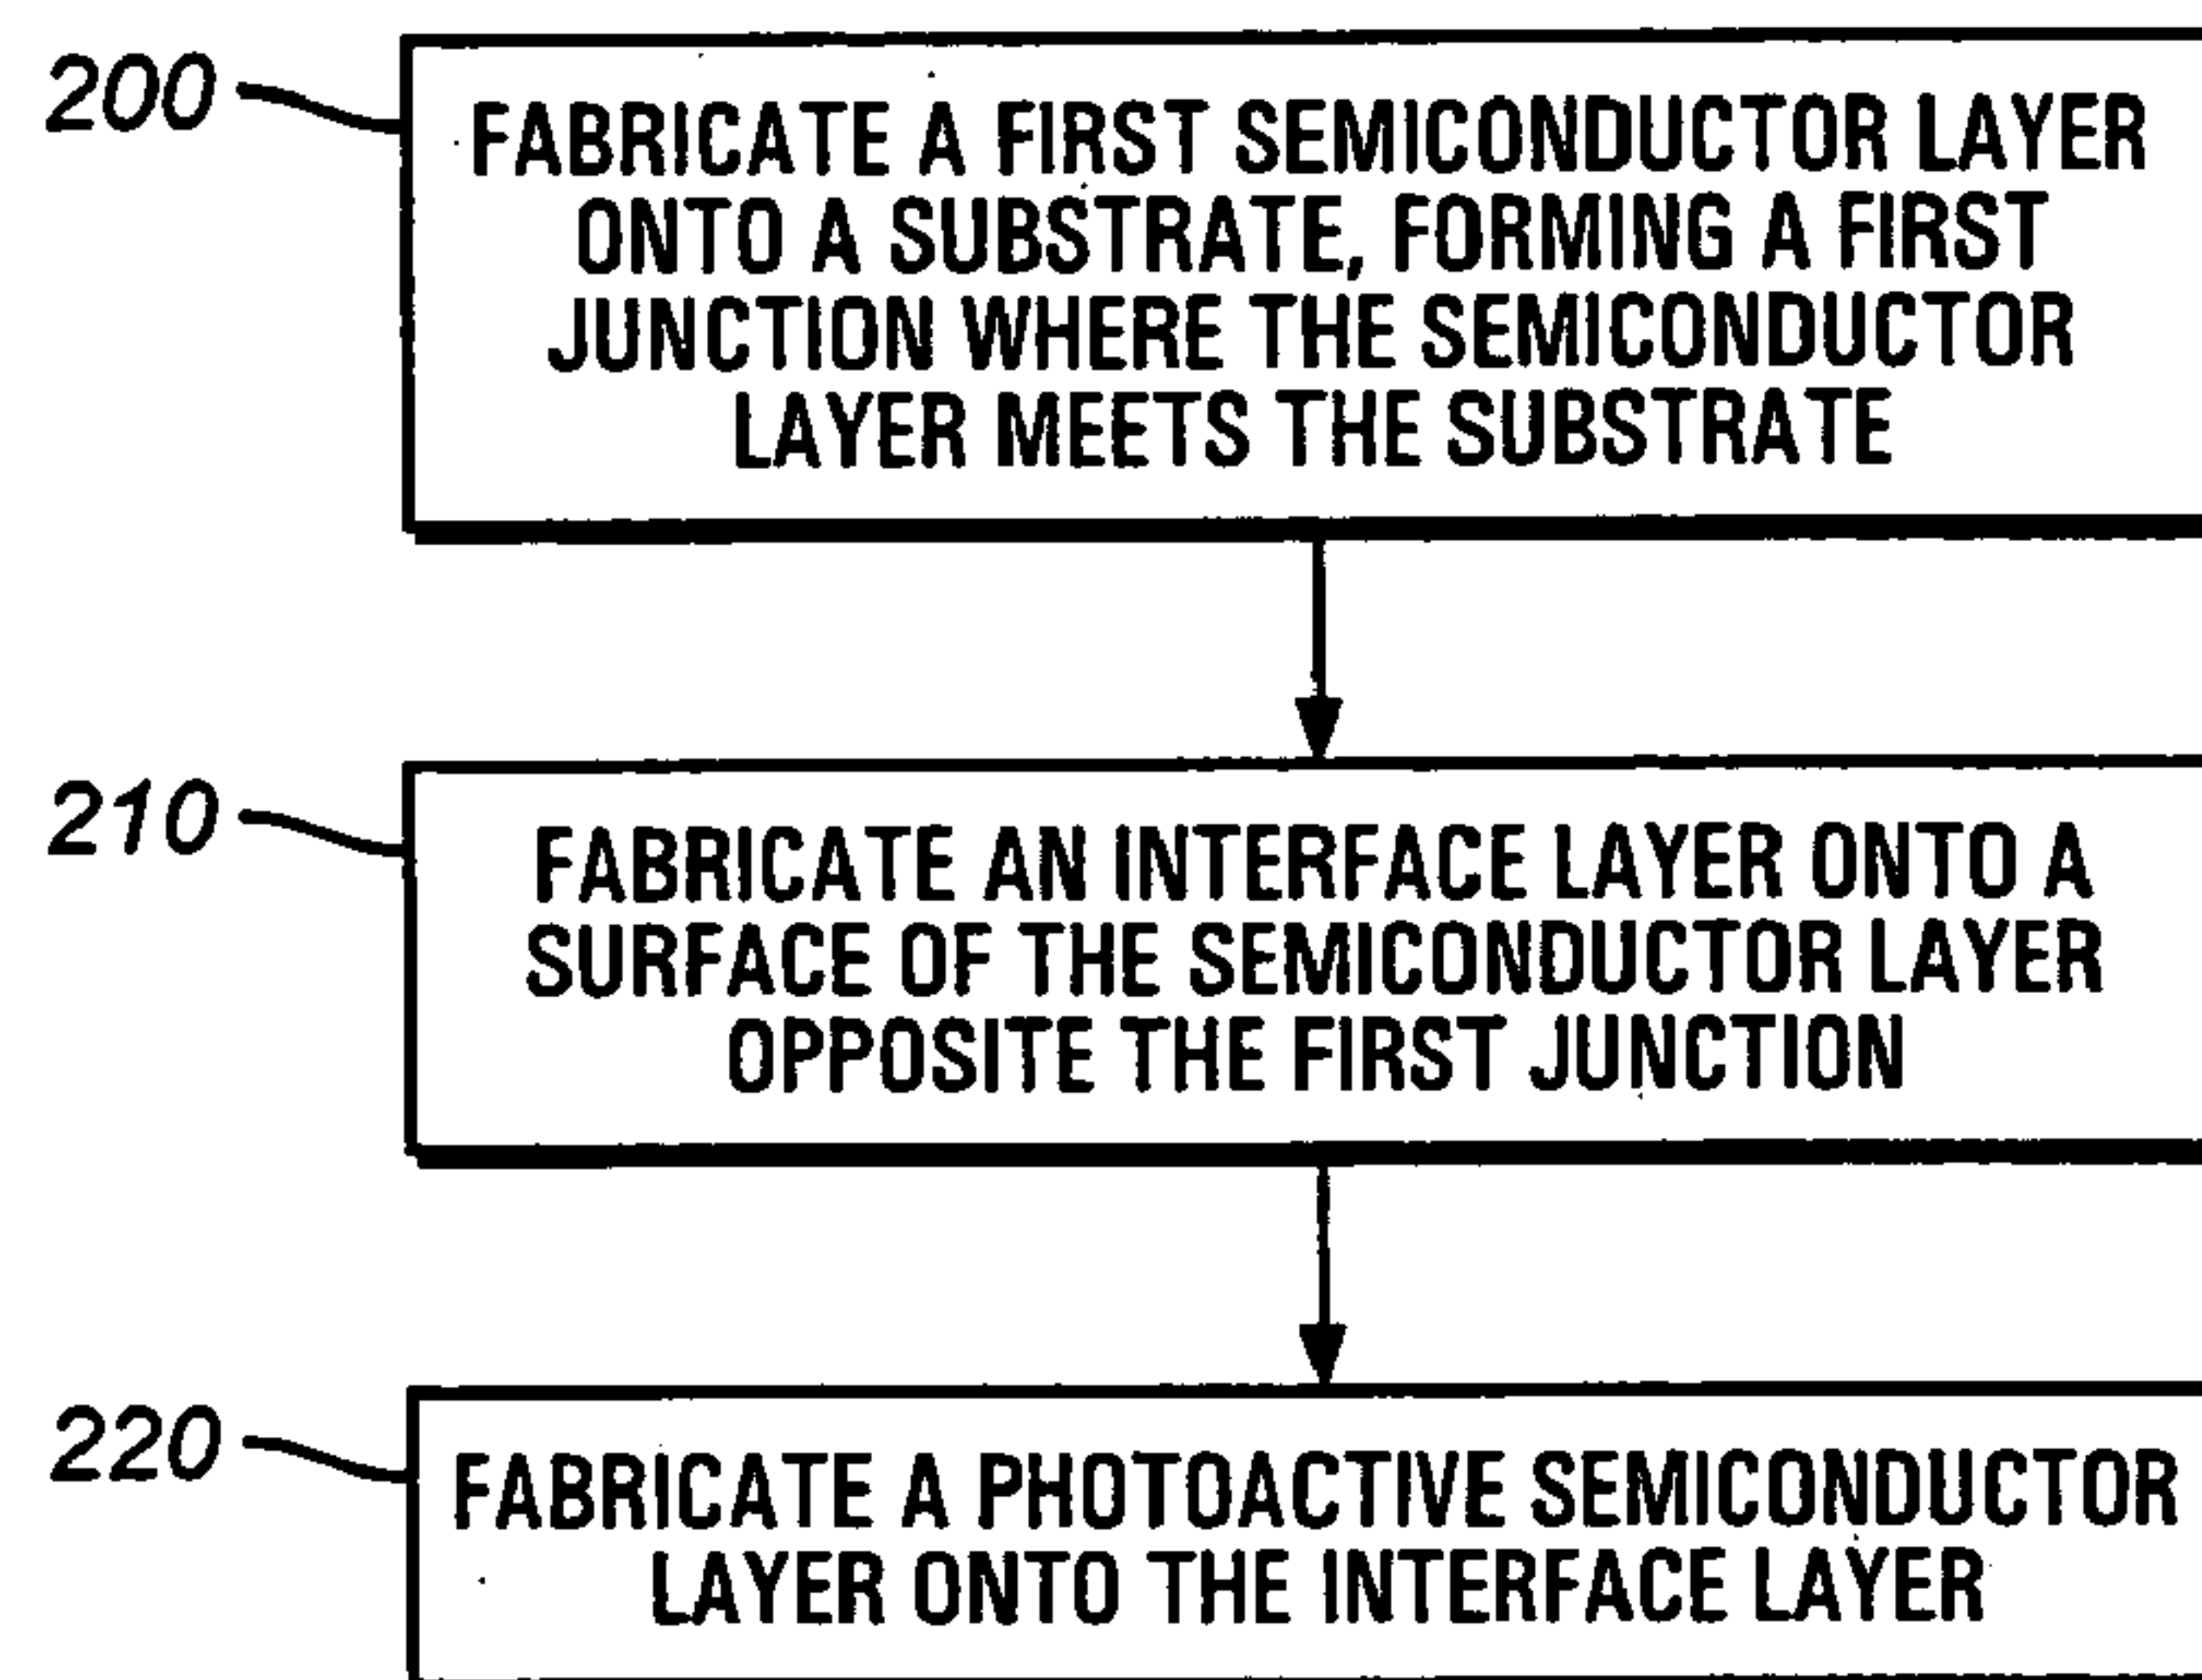 200
FABRICATE A FIRST SEMICONDUCTOR LAYER
ONTO A SUBSTRATE, FORMING A FIRST
JUNCTION WHERE THE SEMICONDUCTOR
LAYER MEETS THE SUBSTRATE
210
FABRICATE AN INTERFACE LAYER ONTO A
SURFACE OF THE SEMICONDUCTOR LAYER
OPPOSITE THE FIRST JUNCTION
220
FABRICATE A PHOTOACTIVE SEMICONDUCTOR
LAYER ONTO THE INTERFACE LAYER